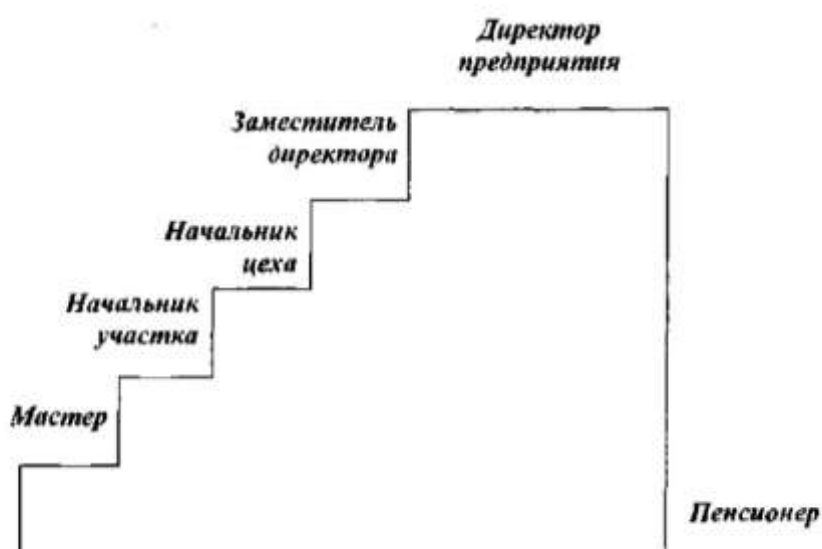 Директор
предприятия
Заместитель
директора
Начальник
цеха
Начальник
участка
Мастер
Пенсионер